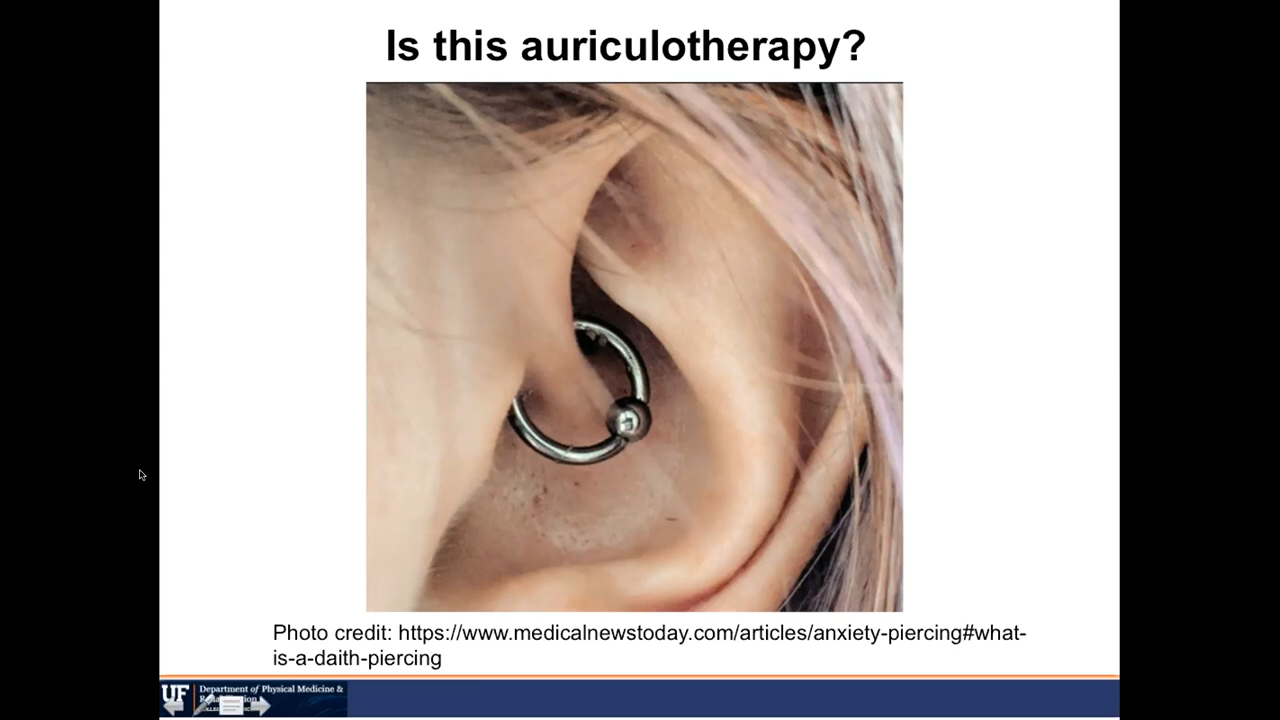 Is this auriculotherapy?
Photo credit: https://www.medicalnewstoday.com/articles/anxiety-piercing#what-
is-a-daith-piercing
UF
Department of Physical Medicine &